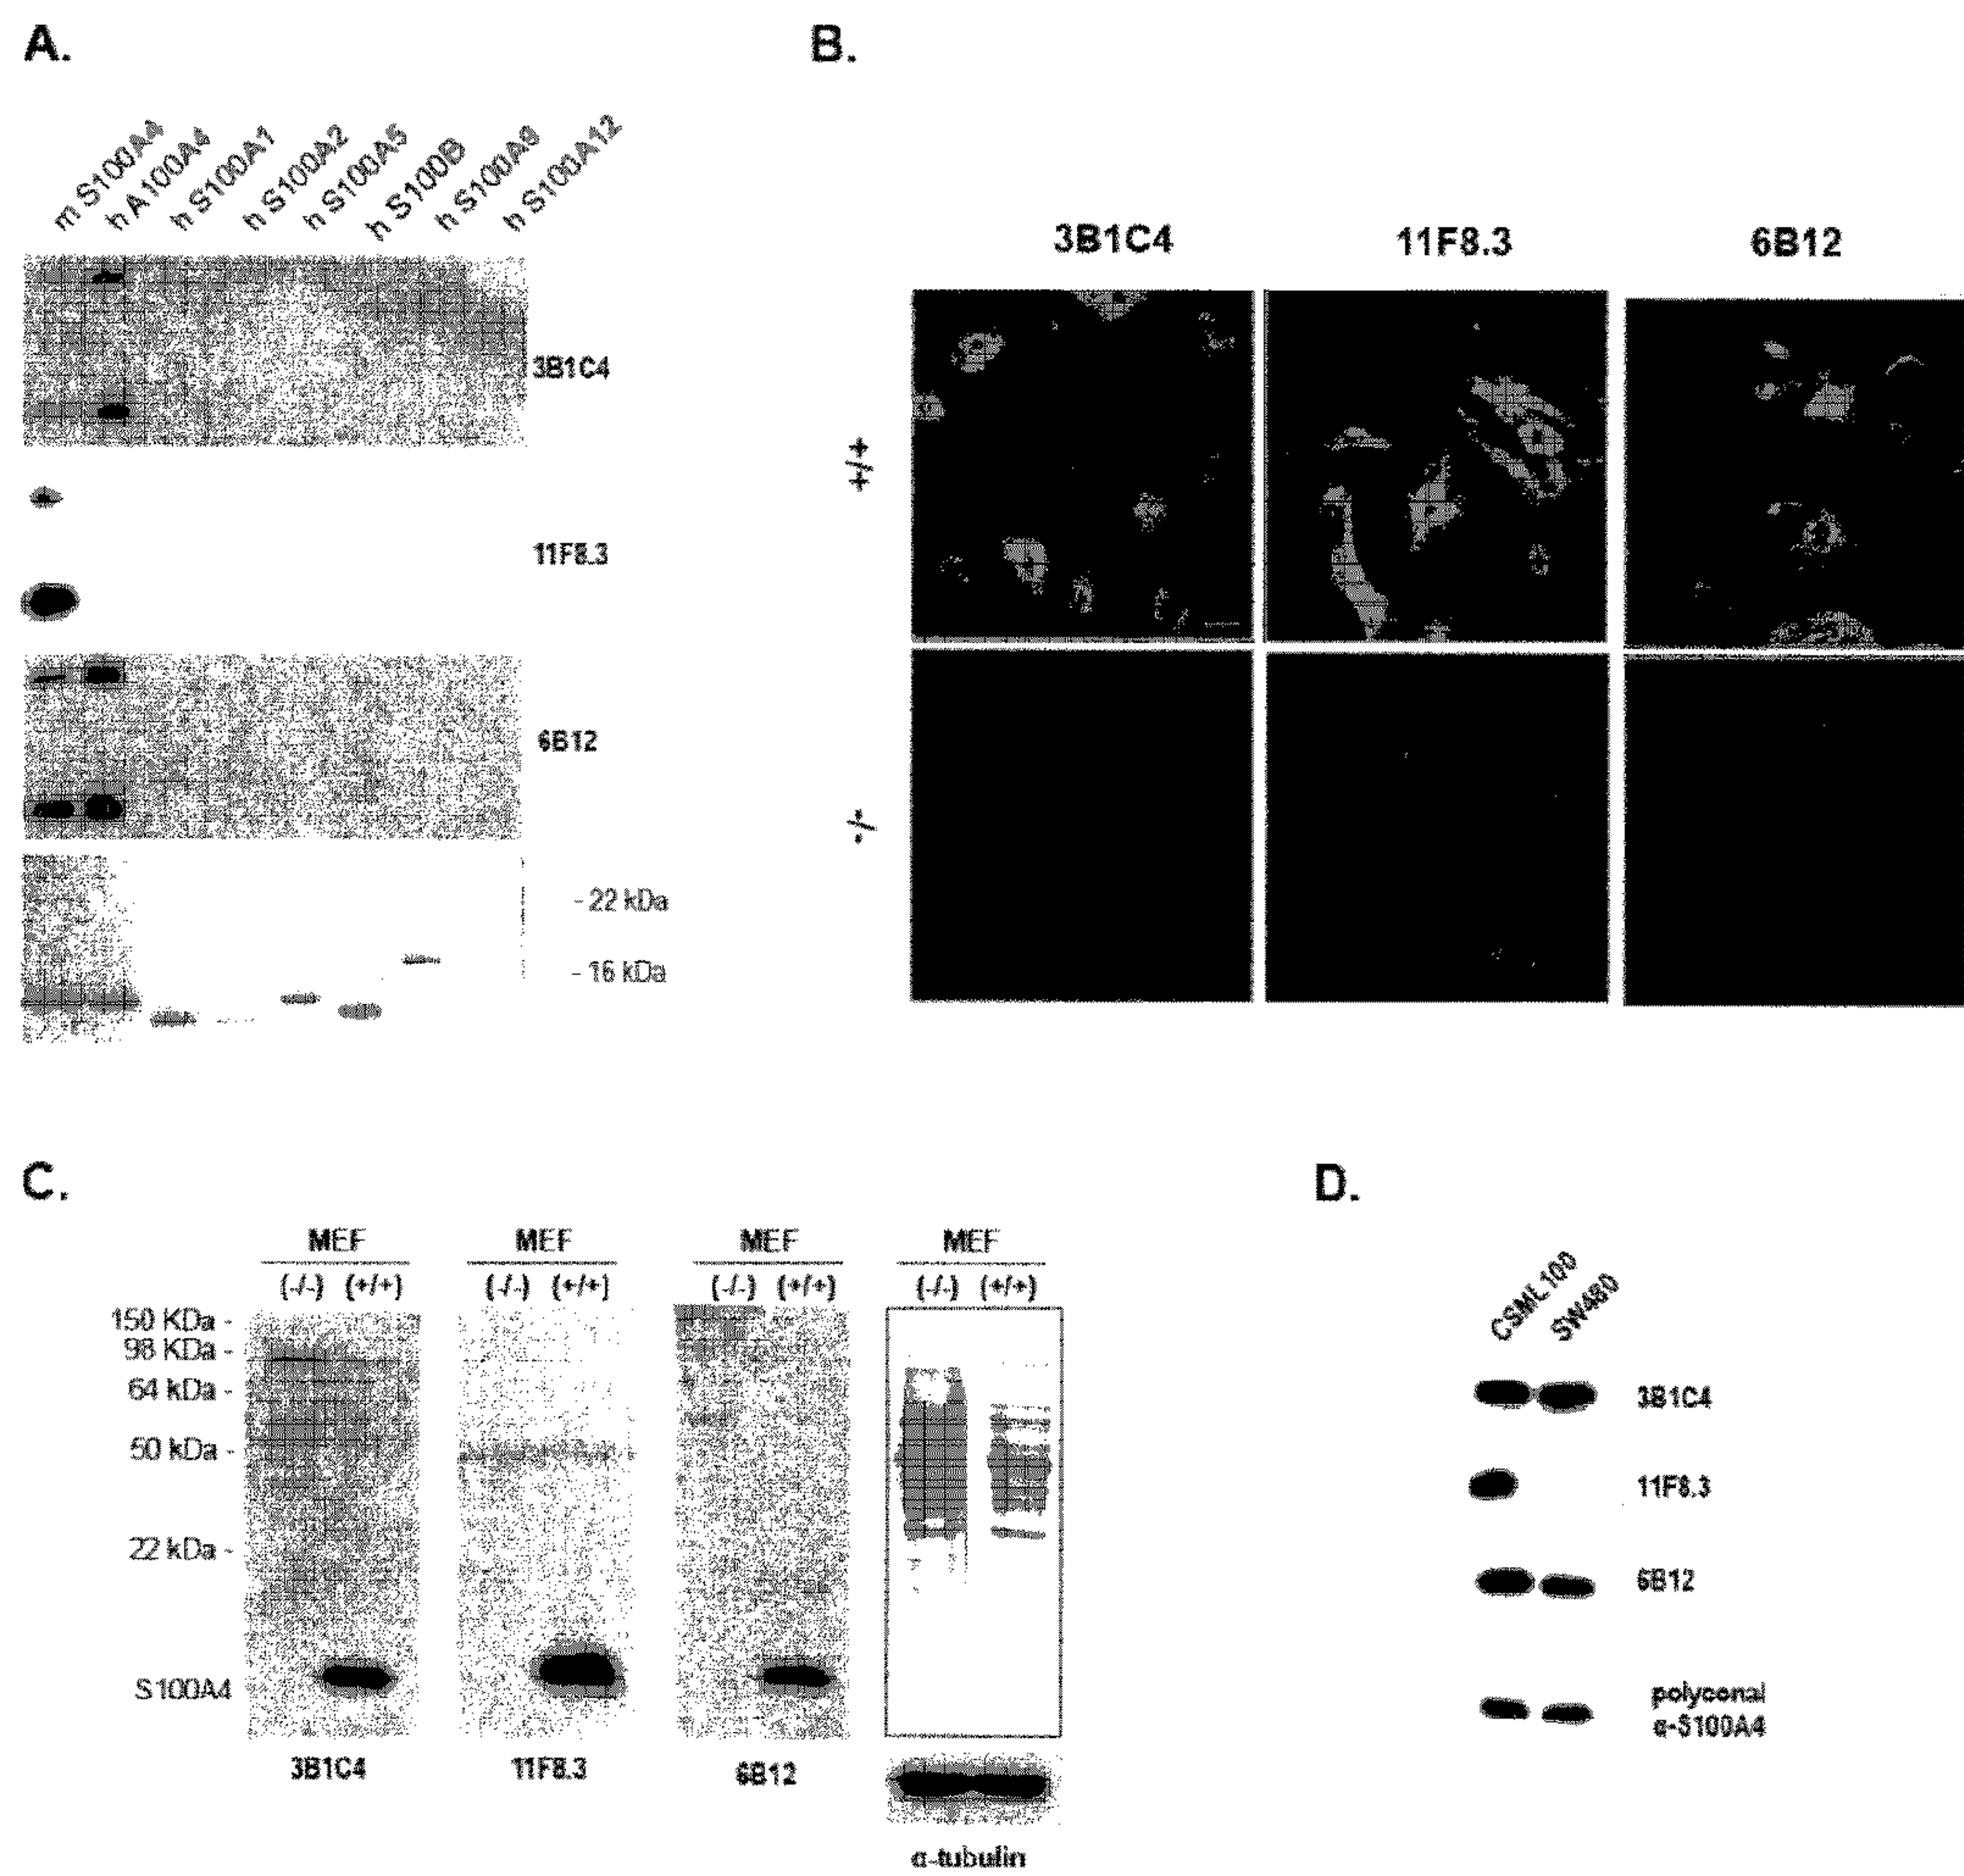 A.
m S100A4
h A100A4
h S100A1
h S100A2
h S100A5
h S100B
h S100A9
h S100A12
3B1C4
11F8.3
6B12
- 22 kDa
- 16 kDa
B.
3B1C4 11F8.3 6B12
+/+
-/-
C.
MEF MEF MEF MEF
(-/-) (+/+) (-/-) (+/+) (-/-) (+/+) (-/-) (+/+)
150 KDa -
98 KDa -
64 kDa -
50 kDa -
22 kDa -
S100A4
3B1C4 11F8.3 6B12
α-tubulin
D.
CSML100
SW480
3B1C4
11F8.3
6B12
polyconal
α-S100A4